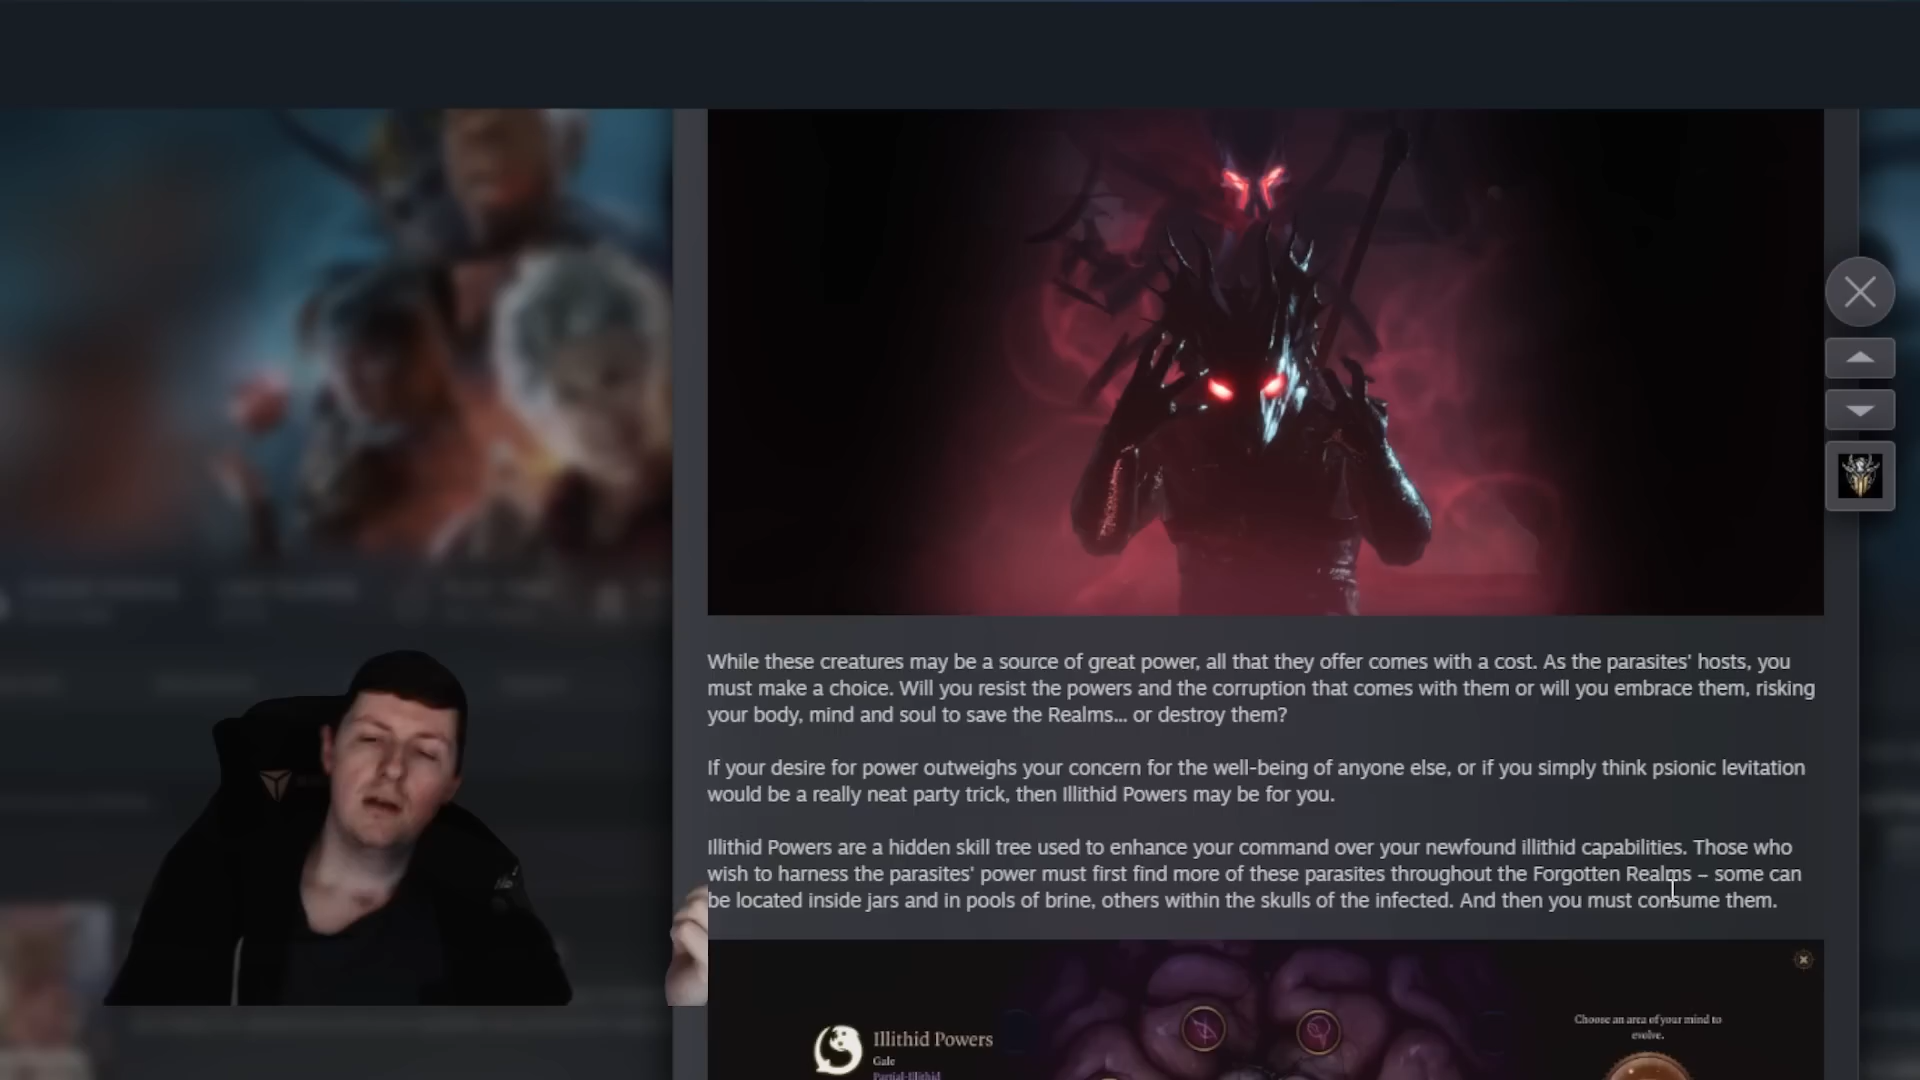 While these creatures may be a source of great power, all that they offer comes with a cost. As the parasites' hosts, you
must make a choice. Will you resist the powers and the corruption that comes with them or will you embrace them, risking
your body, mind and soul to save the Realms... or destroy them?
If your desire for power outweighs your concern for the well-being of anyone else, or if you simply think psionic levitation
would be a really neat party trick, then Illithid Powers may be for you.
Illithid Powers are a hidden skill tree used to enhance your command over your newfound illithid capabilities. Those who
wish to harness the parasites' power must first find more of these parasites throughout the Forgotten Realms – some can
be located inside jars and in pools of brine, others within the skulls of the infected. And then you must consume them.
Choose an area of your mind to
evolve.
Illithid Powers
Gale
Partial-Illithid